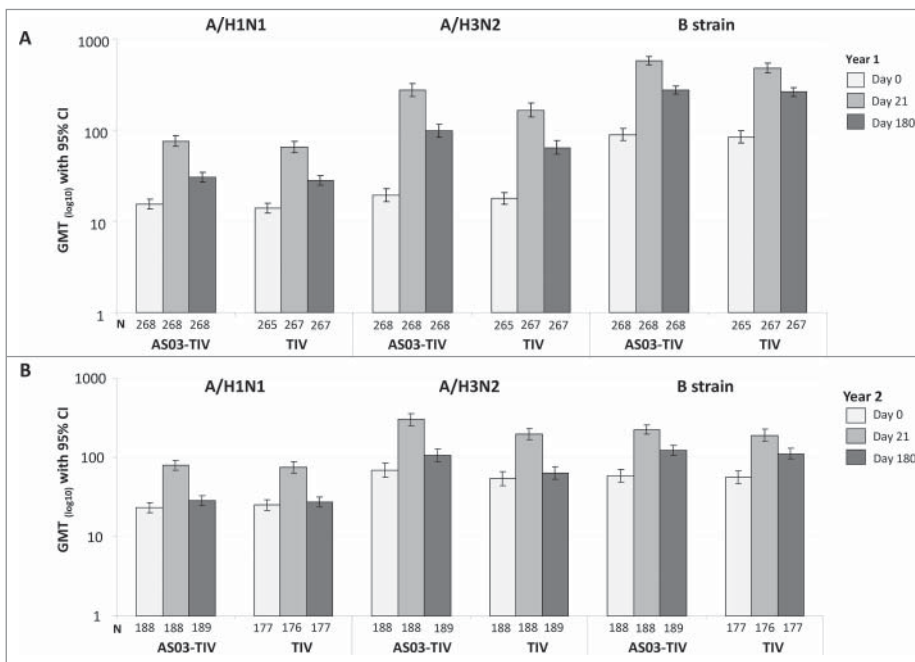 A
A/H1N1 A/H3N2 B strain
GMT (log10) with 95% CI
1000
100
10
1
Year 1
Day 0
Day 21
Day 180
N 268 268 268 265 267 267 268 268 268 265 267 267 268 268 268 265 267 267
AS03-TIV TIV AS03-TIV TIV AS03-TIV TIV
B
A/H1N1 A/H3N2 B strain
GMT (log10) with 95% CI
1000
100
10
1
Year 2
Day 0
Day 21
Day 180
N 188 188 189 177 176 177 188 188 189 188 188 189 188 188 189 177 176 177
AS03-TIV TIV AS03-TIV TIV AS03-TIV TIV